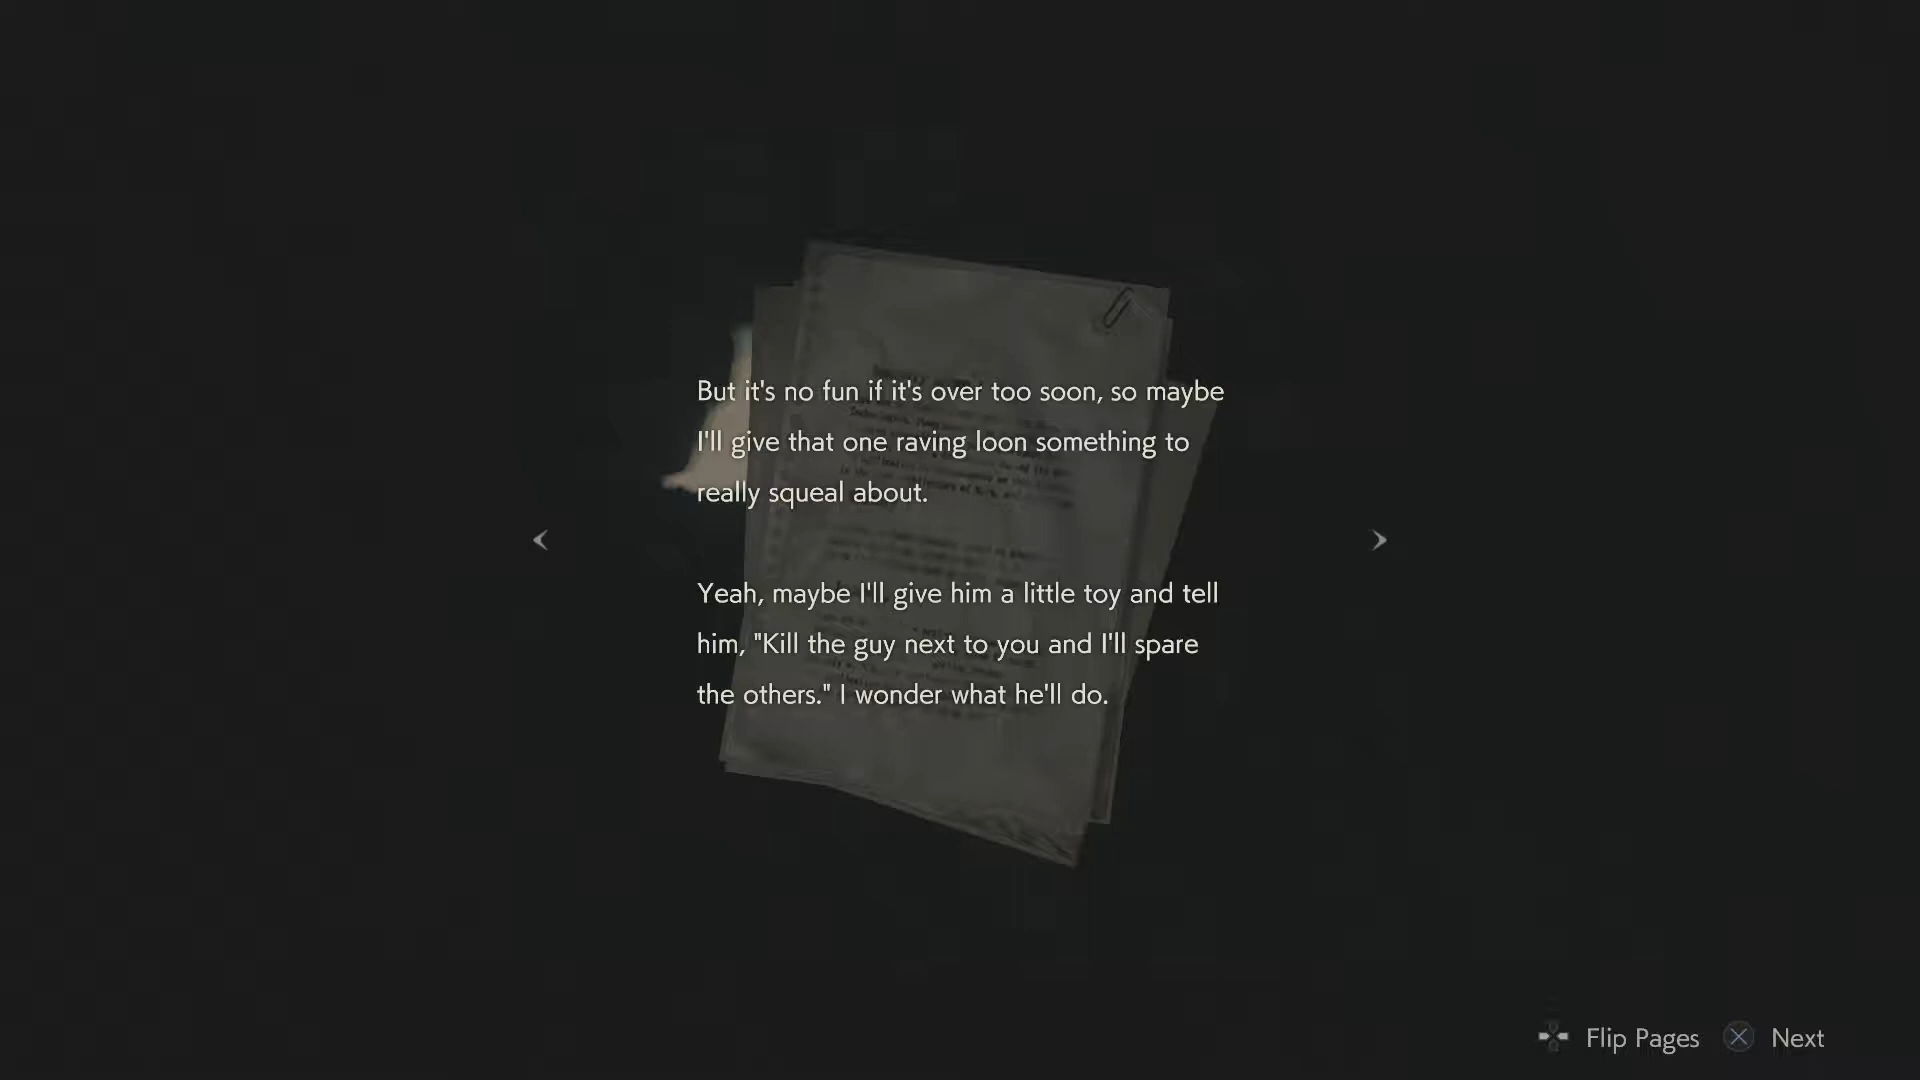 But it's no fun if it's over too soon, so maybe
I'll give that one raving loon something to
really squeal about.
Yeah, maybe I'll give him a little toy and tell
him, "Kill the guy next to you and I'll spare
the others." I wonder what he'll do.
Flip Pages
Next